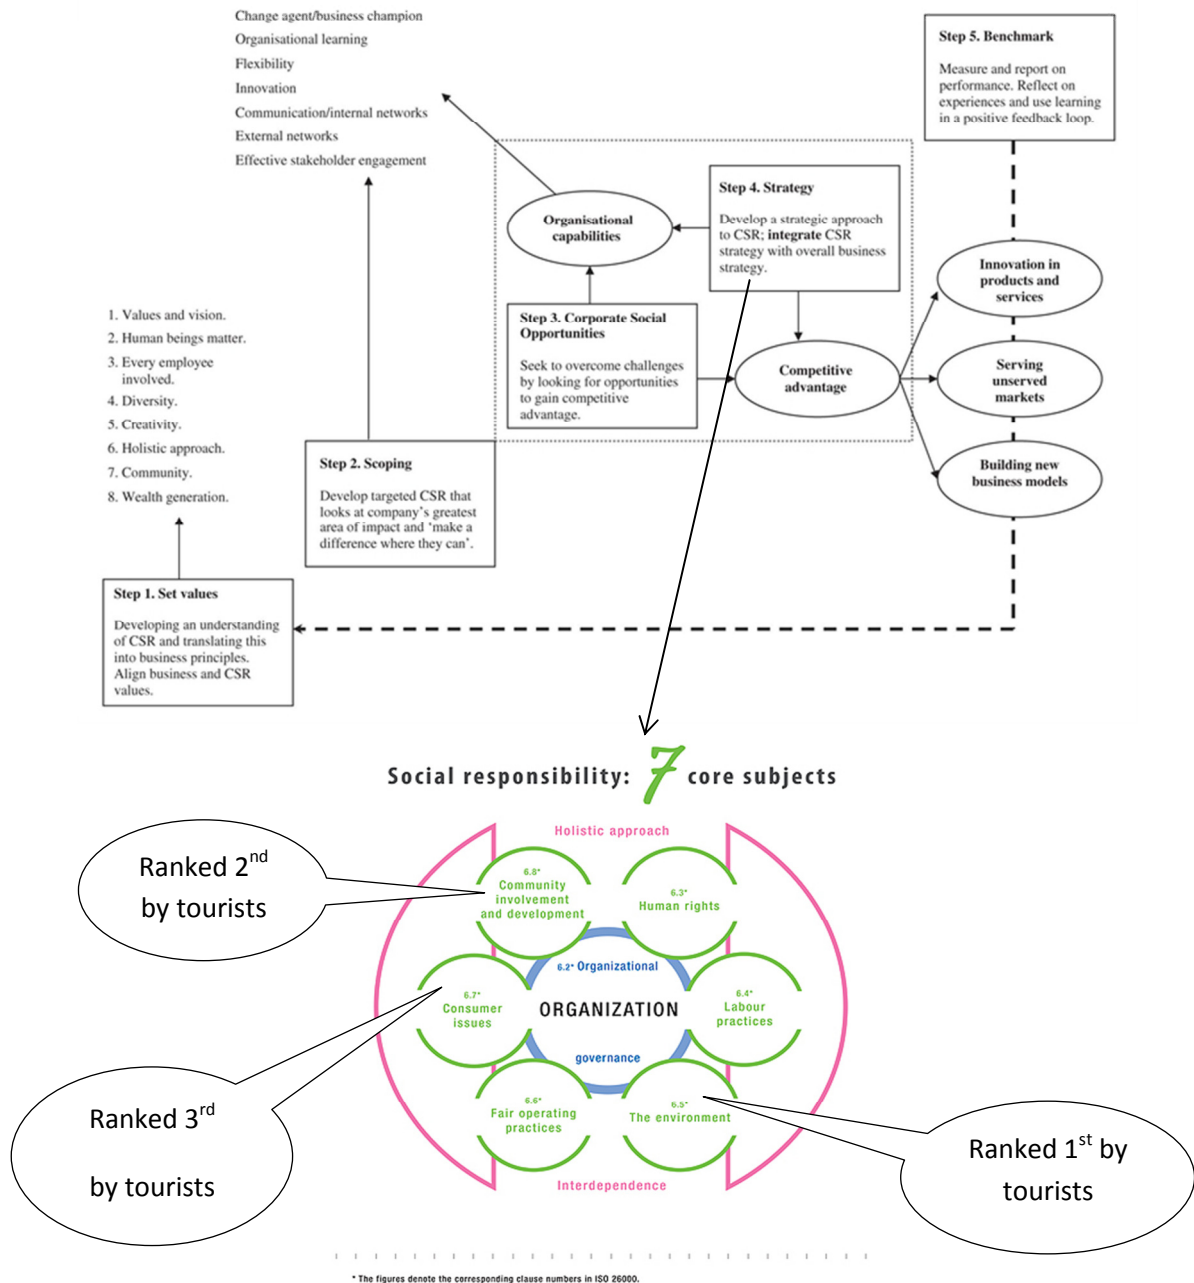 Change agent/business champion
Organisational learning
Flexibility
Innovation
Communication/internal networks
External networks
Effective stakeholder engagement
Step 5. Benchmark
Measure and report on
performance. Reflect on
experiences and use learning
in a positive feedback loop.
Organisational
capabilities
Step 4. Strategy
Develop a strategic approach
to CSR; integrate CSR
strategy with overall business
strategy.
Innovation in
products and
services
1. Values and vision.
2. Human beings matter.
3. Every employee
involved.
4. Diversity.
5. Creativity.
6. Holistic approach.
7. Community.
8. Wealth generation.
Step 3. Corporate Social
Opportunities
Seek to overcome challenges
by looking for opportunities
to gain competitive
advantage.
Competitive
advantage
Serving
unserved
markets
Step 2. Scoping
Develop targeted CSR that
looks at company's greatest
area of impact and 'make a
difference where they can'.
Building new
business models
Step 1. Set values
Developing an understanding
of CSR and translating this
into business principles.
Align business and CSR
values.
Social responsibility: 7 core subjects
Holistic approach
Ranked 2nd
by tourists
6.8*
Community
involvement
and development
6.3*
Human rights
6.2* Organizational
ORGANIZATION
governance
6.7*
Consumer
issues
6.4*
Labour
practices
Ranked 3rd
by tourists
6.6*
Fair operating
practices
6.5*
The environment
Ranked 1st by
tourists
Interdependence
* The figures denote the corresponding clause numbers in ISO 26000.